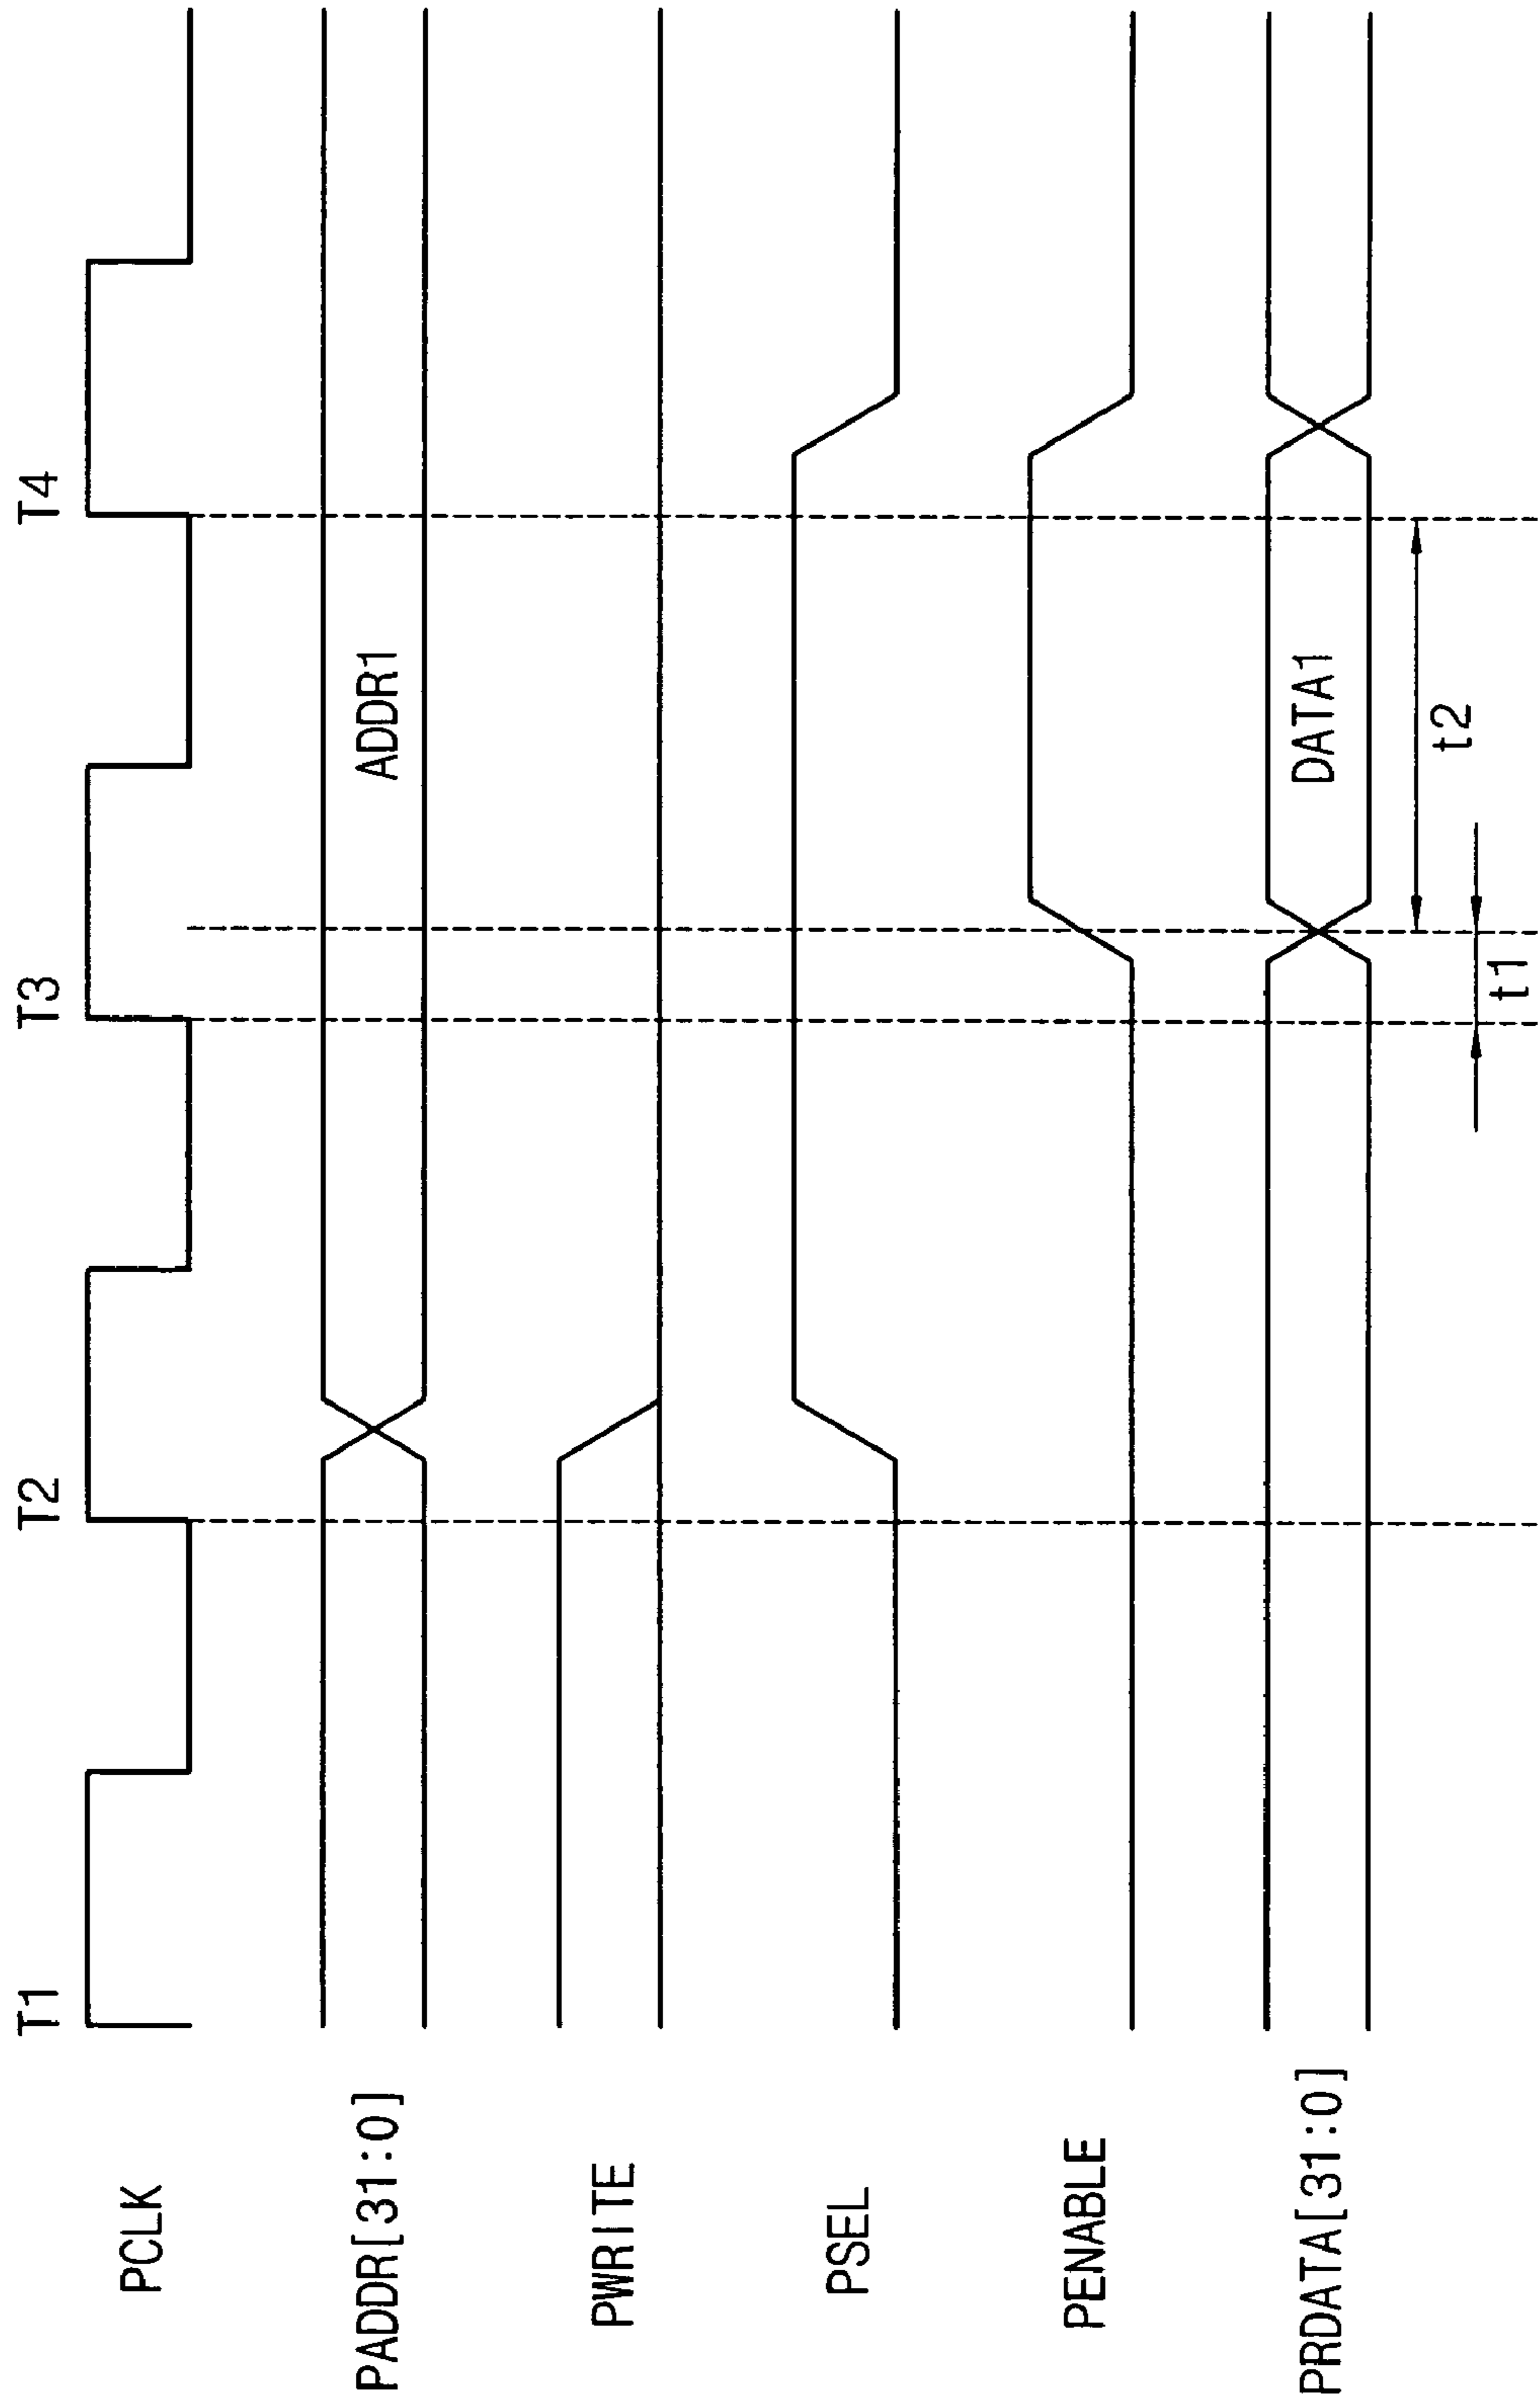 T1 T2 T3 T4
PCLK
PADDR[31:0] ADDR1
PWRITE
PSEL
PENABLE
PRDATA[31:0] DATA1
t2
t1